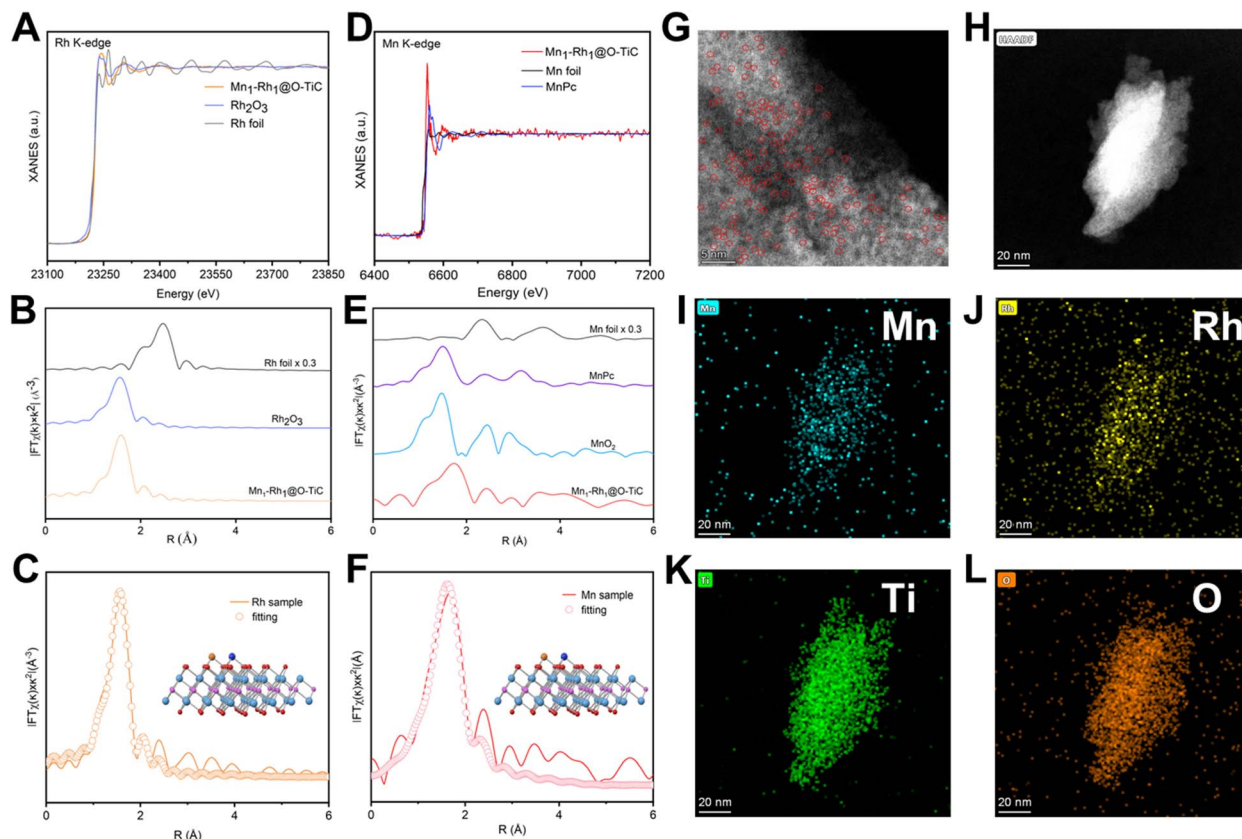 A
Rh K-edge
Mn₁-Rh₁@O-TiC
Rh₂O₃
Rh foil
XANES (a.u.)
23100 23250 23400 23550 23700 23850
Energy (eV)
D
Mn K-edge
Mn₁-Rh₁@O-TiC
Mn foil
MnPc
XANES (a.u.)
6400 6600 6800 7000 7200
Energy (eV)
G
5 nm
H
HAADF
20 nm
B
Rh foil x 0.3
Rh₂O₃
Mn₁-Rh₁@O-TiC
|FTχ(k)×k²| (Å⁻³)
0 2 4 6
R (Å)
E
Mn foil x 0.3
MnPc
MnO₂
Mn₁-Rh₁@O-TiC
|FTχ(κ)×κ²|(Å⁻³)
0 2 4 6
R (Å)
I
Mn
Mn
20 nm
J
Rh
Rh
20 nm
C
Rh sample
fitting
|FTχ(κ)×κ²|(Å⁻³)
0 2 4 6
R (Å)
F
Mn sample
fitting
|FTχ(κ)×κ²|(Å)
0 2 4 6
R (Å)
K
Ti
Ti
20 nm
L
O
O
20 nm